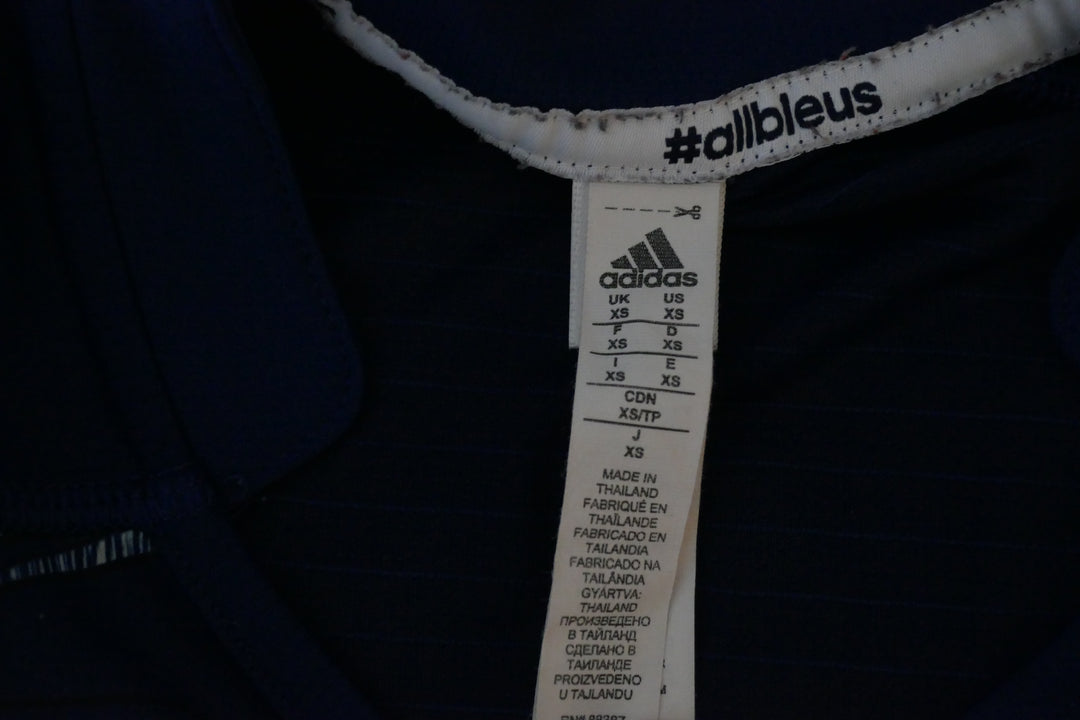 #allbleus
adidas
UK US
XS XS
F D
XS XS
I E
XS XS
CDN
XS/TP
J
XS
MADE IN
THAILAND
FABRIQUÉ EN
THAÏLANDE
FABRICADO EN
TAILANDIA
FABRICADO NA
TAILÂNDIA
GYÁRTVA:
THAILAND
ПРОИЗВЕДЕНО
В ТАЙЛАНД
СДЕЛАНО В
ТАИЛАНДЕ
PROIZVEDENO
U TAJLANDU